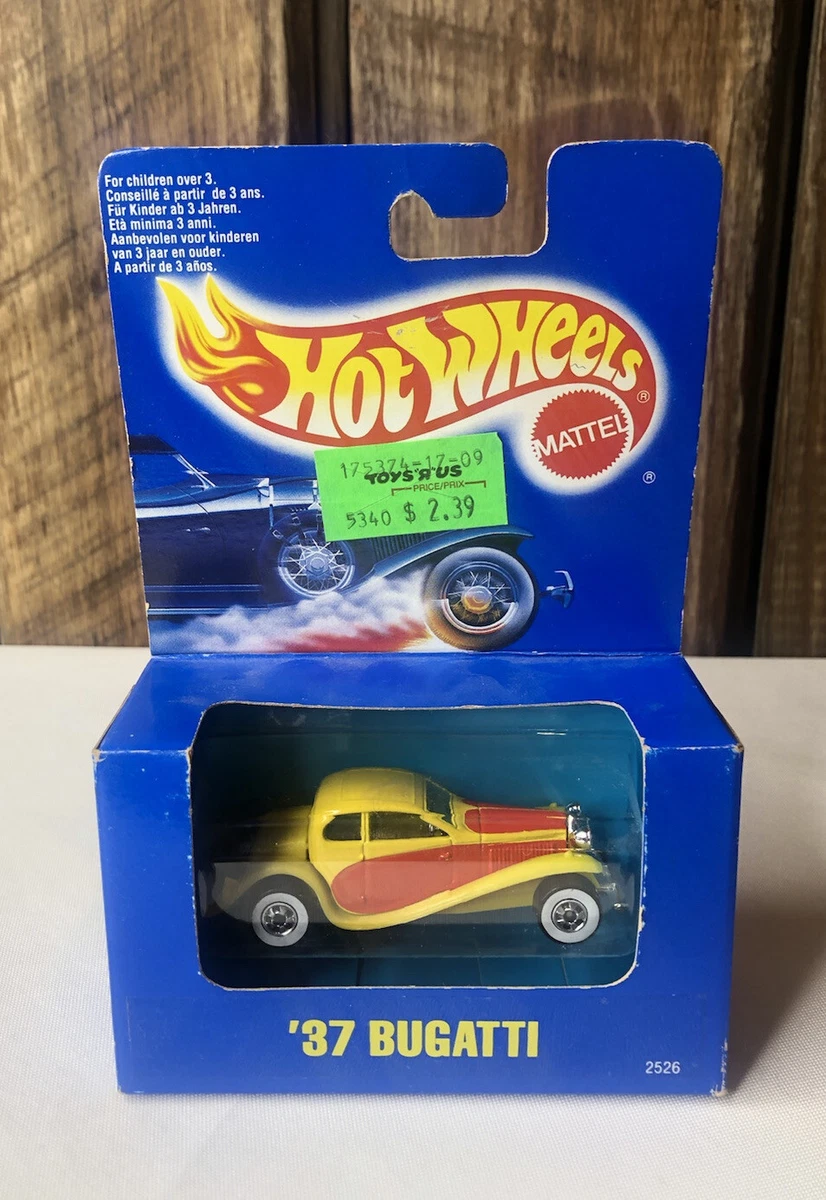 For children over 3.
Conseillé à partir de 3 ans.
Für Kinder ab 3 Jahren.
Età minima 3 anni.
Aanbevolen voor kinderen
van 3 jaar en ouder.
A partir de 3 años.
HOT WHEELS ®
MATTEL
®
175374-17-09
TOYS "R" US
PRICE/PRIX
5340 $ 2.39
'37 BUGATTI
2526